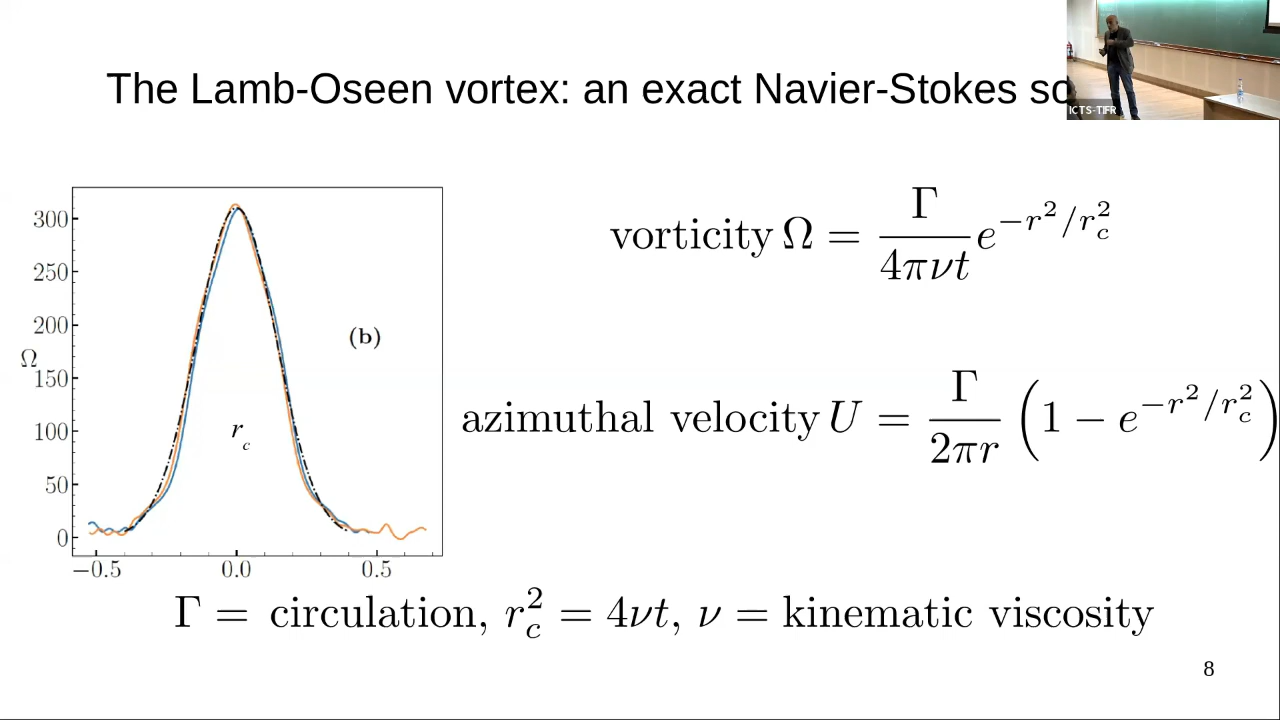 The Lamb-Oseen vortex: an exact Navier-Stokes so
ICTS-TIFR
vorticity Ω = Γ/(4πνt) e^{−r²/r_c²}
300
250
200
Ω
150
100
50
0
(b)
r_c
−0.5 0.0 0.5
azimuthal velocity U = Γ/(2πr) (1 − e^{−r²/r_c²})
Γ = circulation, r_c² = 4νt, ν = kinematic viscosity
8